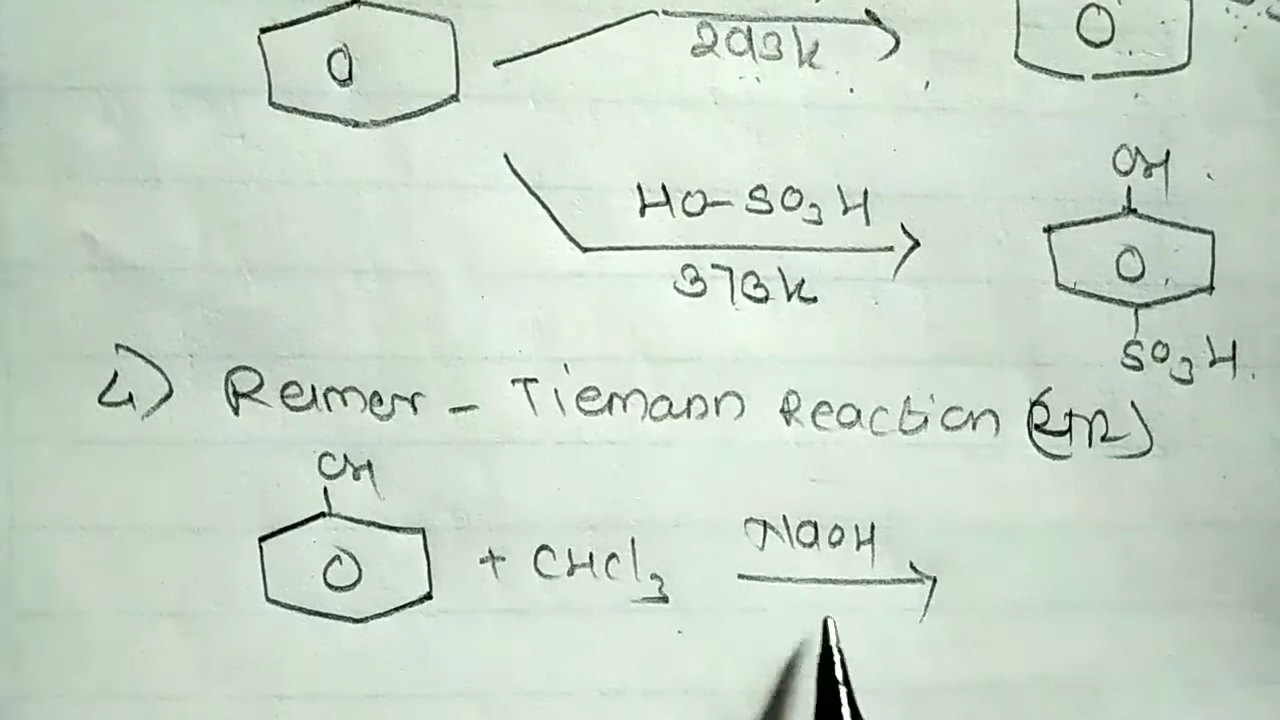 293k
OH
HO-SO3H
373k
SO3H.
4) Reimer - Tiemann Reaction
OH
+ CHCl3 NaOH